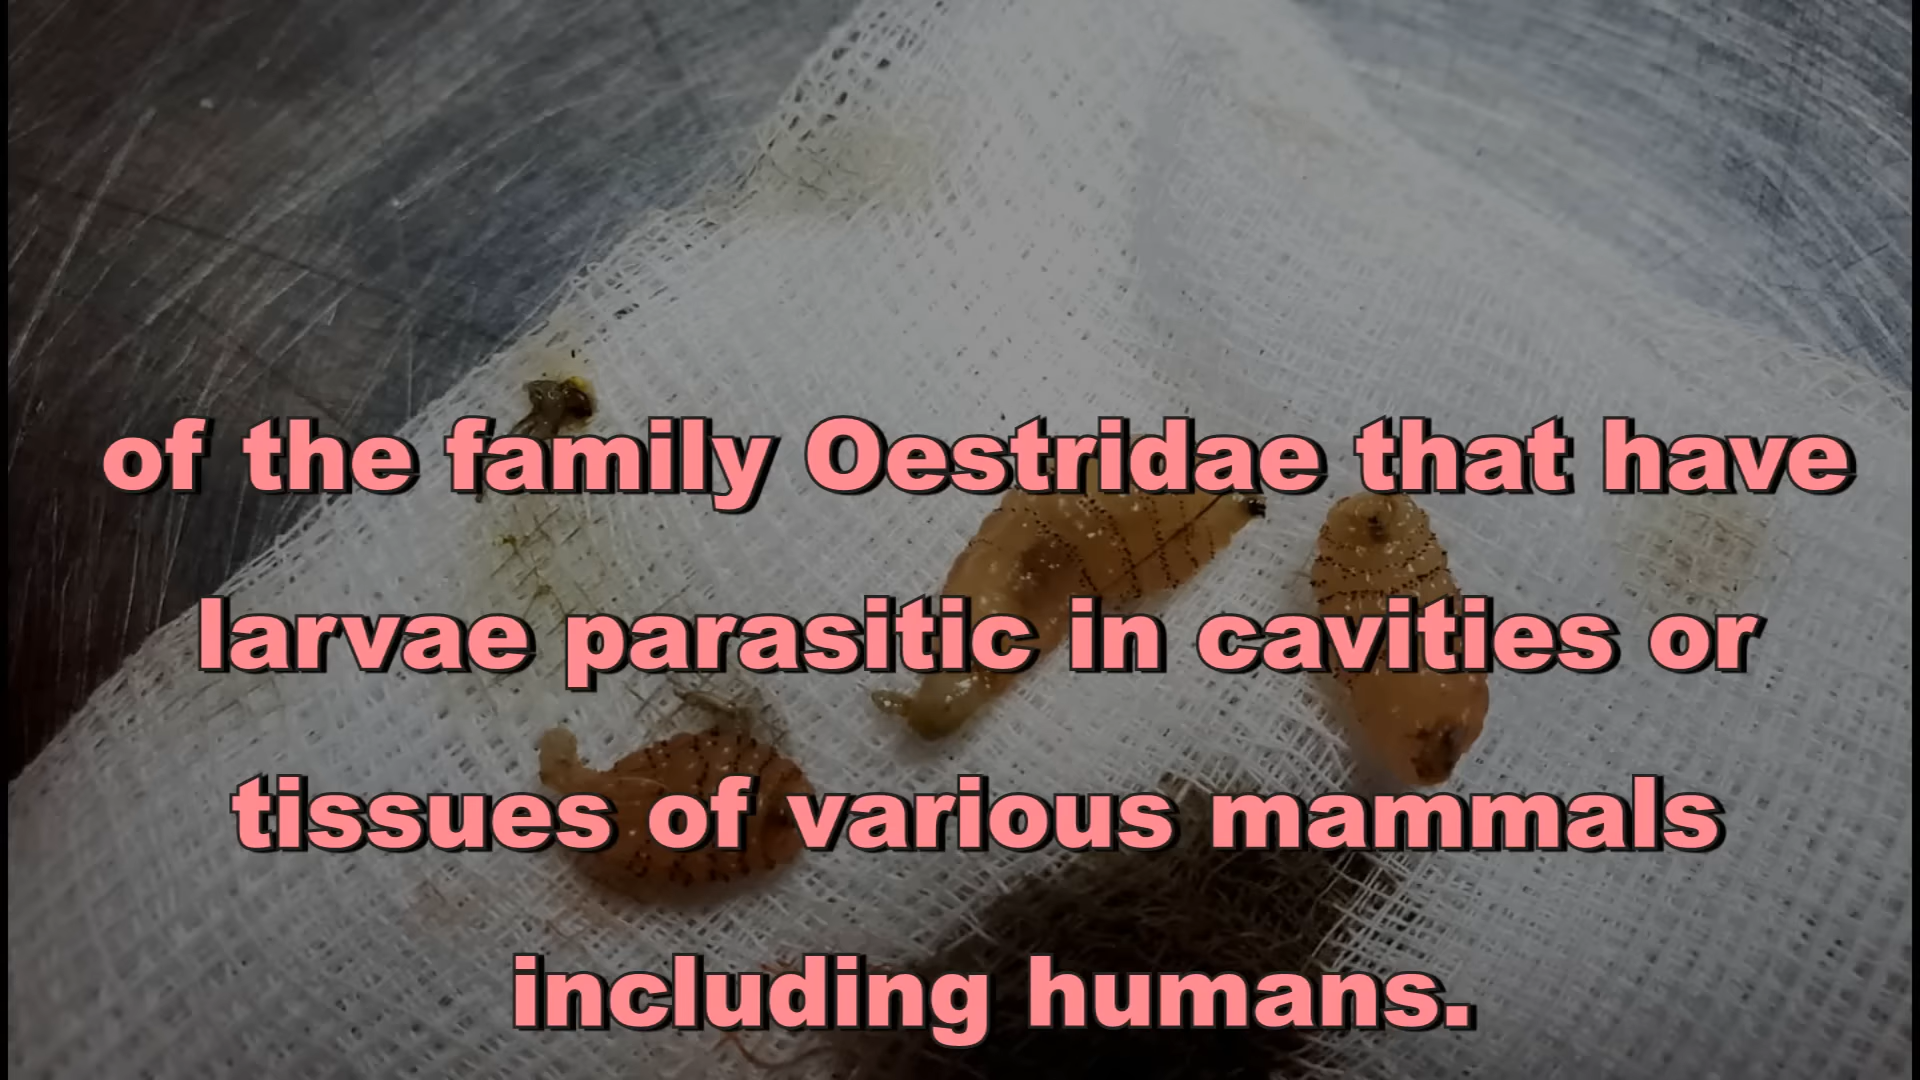 of the family Oestridae that have
larvae parasitic in cavities or
tissues of various mammals
including humans.